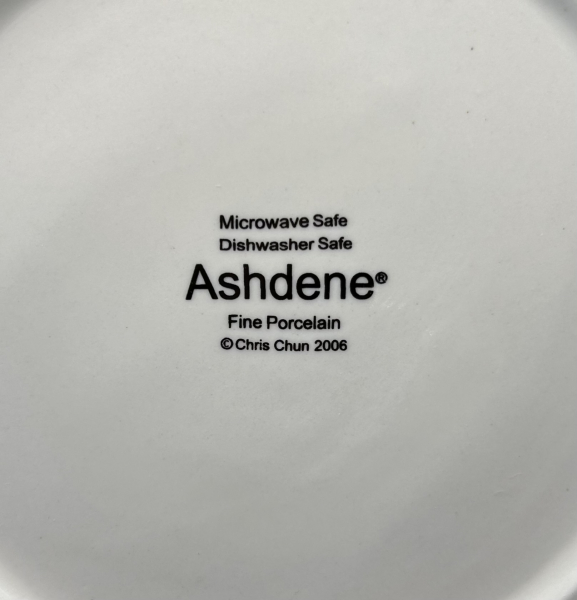 Microwave Safe
Dishwasher Safe
Ashdene®
Fine Porcelain
©Chris Chun 2006